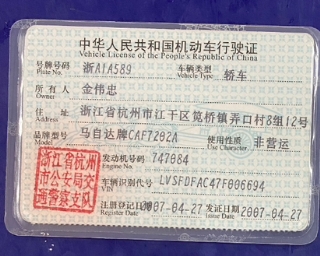 中华人民共和国机动车行驶证
Vehicle License of the People's Republic of China
号牌号码 浙A1A589 车辆类型 轿车
Plate No. Vehicle Type
所有人 金伟忠
Owner
住址 浙江省杭州市江干区笕桥镇弄口村8组12号
Address
品牌型号 马自达牌CAF7202A 使用性质 非营运
Model Use Character
浙江省杭州
市公安局交
通警察支队
发动机号码 747084
Engine No.
车辆识别代号 LVSFDFAC47F006694
VIN
注册登记日期 2007-04-27 发证日期 2007-04-27
Register Date Issue Date